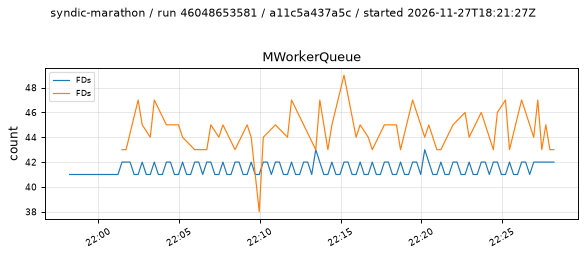 syndic-marathon / run 46048653581 / a11c5a437a5c / started 2026-11-27T18:21:27Z
MWorkerQueue
FDs
FDs
count
48
46
44
42
40
38
22:00
22:05
22:10
22:15
22:20
22:25